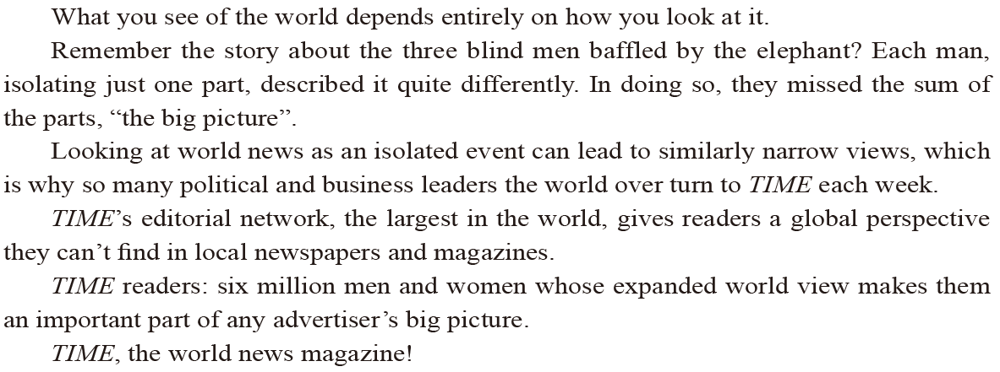 What you see of the world depends entirely on how you look at it.
Remember the story about the three blind men baffled by the elephant? Each man,
isolating just one part, described it quite differently. In doing so, they missed the sum of
the parts, “the big picture”.
Looking at world news as an isolated event can lead to similarly narrow views, which
is why so many political and business leaders the world over turn to TIME each week.
TIME’s editorial network, the largest in the world, gives readers a global perspective
they can’t find in local newspapers and magazines.
TIME readers: six million men and women whose expanded world view makes them
an important part of any advertiser’s big picture.
TIME, the world news magazine!